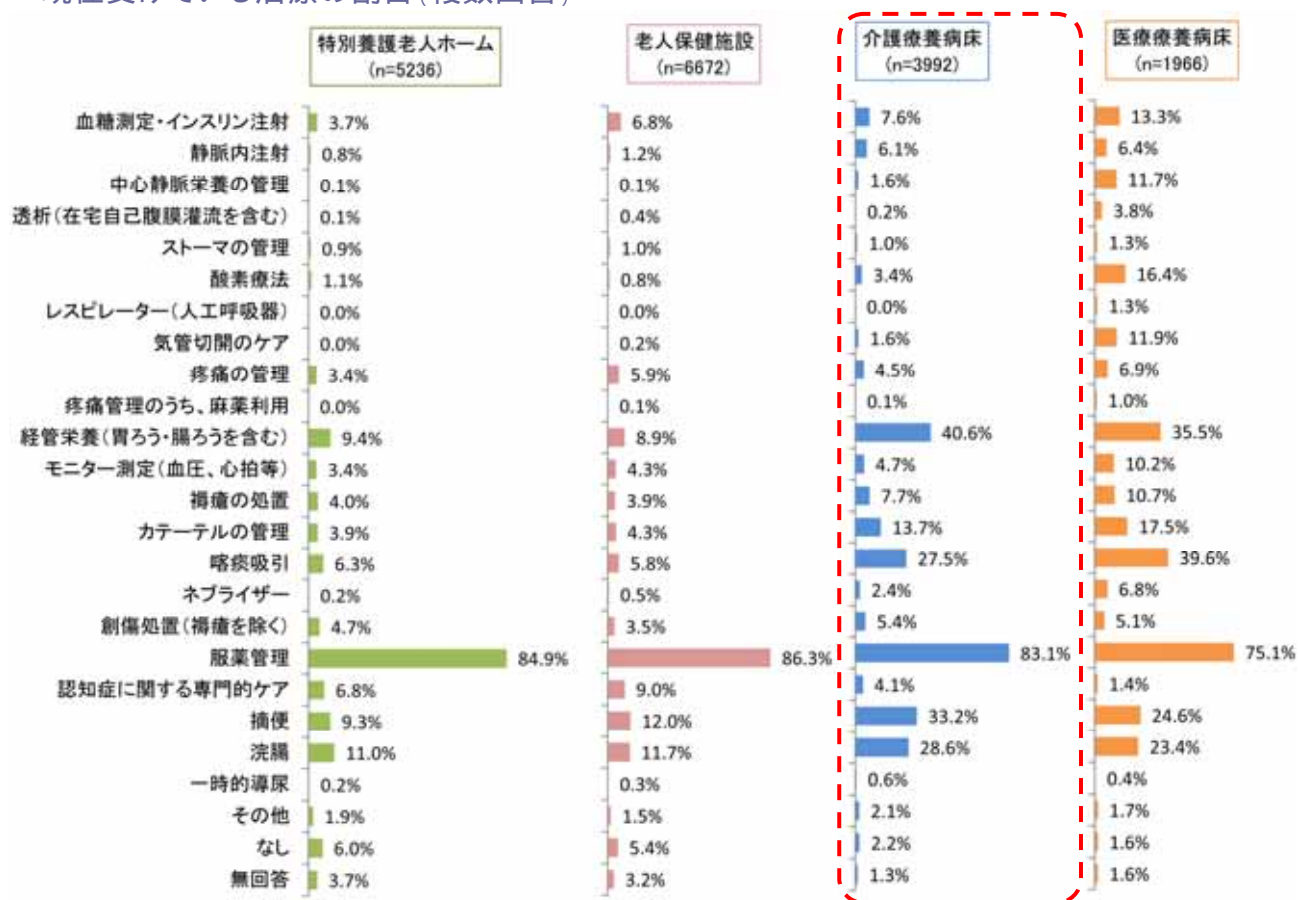 現在受けている治療の割合(複数回答)
特別養護老人ホーム 老人保健施設 介護療養病床 医療療養病床
(n=5236) (n=6672) (n=3992) (n=1966)
血糖測定・インスリン注射 3.7% 6.8% 7.6% 13.3%
静脈内注射 0.8% 1.2% 6.1% 6.4%
中心静脈栄養の管理 0.1% 0.1% 1.6% 11.7%
透析(在宅自己腹膜灌流を含む) 0.1% 0.4% 0.2% 3.8%
ストーマの管理 0.9% 1.0% 1.0% 1.3%
酸素療法 1.1% 0.8% 3.4% 16.4%
レスピレーター(人工呼吸器) 0.0% 0.0% 0.0% 1.3%
気管切開のケア 0.0% 0.2% 1.6% 11.9%
疼痛の管理 3.4% 5.9% 4.5% 6.9%
疼痛管理のうち、麻薬利用 0.0% 0.1% 0.1% 1.0%
経管栄養(胃ろう・腸ろうを含む) 9.4% 8.9% 40.6% 35.5%
モニター測定(血圧、心拍等) 3.4% 4.3% 4.7% 10.2%
褥瘡の処置 4.0% 3.9% 7.7% 10.7%
カテーテルの管理 3.9% 4.3% 13.7% 17.5%
喀痰吸引 6.3% 5.8% 27.5% 39.6%
ネブライザー 0.2% 0.5% 2.4% 6.8%
創傷処置(褥瘡を除く) 4.7% 3.5% 5.4% 5.1%
服薬管理 84.9% 86.3% 83.1% 75.1%
認知症に関する専門的ケア 6.8% 9.0% 4.1% 1.4%
摘便 9.3% 12.0% 33.2% 24.6%
浣腸 11.0% 11.7% 28.6% 23.4%
一時的導尿 0.2% 0.3% 0.6% 0.4%
その他 1.9% 1.5% 2.1% 1.7%
なし 6.0% 5.4% 2.2% 1.6%
無回答 3.7% 3.2% 1.3% 1.6%